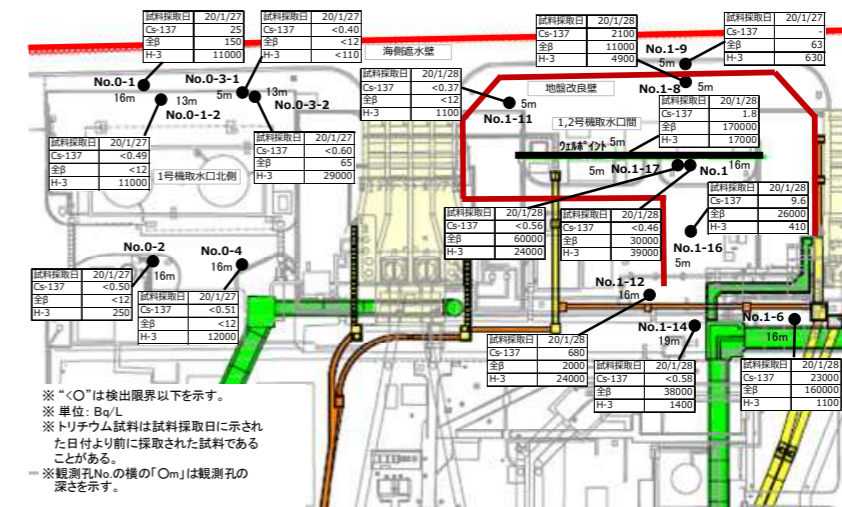 試料採取日 20/1/27
Cs-137 25
全β 150
H-3 11000
試料採取日 20/1/27
Cs-137 <0.40
全β <12
H-3 <110
海側遮水壁
試料採取日 20/1/28
Cs-137 2100
全β 11000
H-3 4900
試料採取日 20/1/27
Cs-137 -
全β 63
H-3 630
No.0-1
16m
No.0-3-1
5m
13m
No.0-3-2
13m
No.0-1-2
試料採取日 20/1/28
Cs-137 <0.37
全β <12
H-3 1100
5m
No.1-11
地盤改良壁
No.1-9
5m
No.1-8
5m
試料採取日 20/1/28
Cs-137 1.8
全β 170000
H-3 17000
1,2号機取水口間
ウェルポイント 5m
試料採取日 20/1/27
Cs-137 <0.49
全β <12
H-3 11000
1号機取水口北側
試料採取日 20/1/27
Cs-137 <0.60
全β 65
H-3 29000
5m
No.1-17
No.1
16m
試料採取日 20/1/28
Cs-137 9.6
全β 26000
H-3 410
試料採取日 20/1/28
Cs-137 <0.56
全β 60000
H-3 24000
試料採取日 20/1/28
Cs-137 <0.46
全β 30000
H-3 39000
No.1-16
5m
No.0-2
16m
No.0-4
16m
試料採取日 20/1/27
Cs-137 <0.50
全β <12
H-3 250
試料採取日 20/1/27
Cs-137 <0.51
全β <12
H-3 12000
No.1-12
16m
No.1-14
19m
No.1-6
16m
試料採取日 20/1/28
Cs-137 680
全β 2000
H-3 24000
試料採取日 20/1/28
Cs-137 <0.58
全β 38000
H-3 1400
試料採取日 20/1/28
Cs-137 23000
全β 160000
H-3 1100
※ “<〇”は検出限界以下を示す。
※ 単位: Bq/L
※トリチウム試料は試料採取日に示され
た日付より前に採取された試料である
ことがある。
※観測孔No.の横の「〇m」は観測孔の
深さを示す。